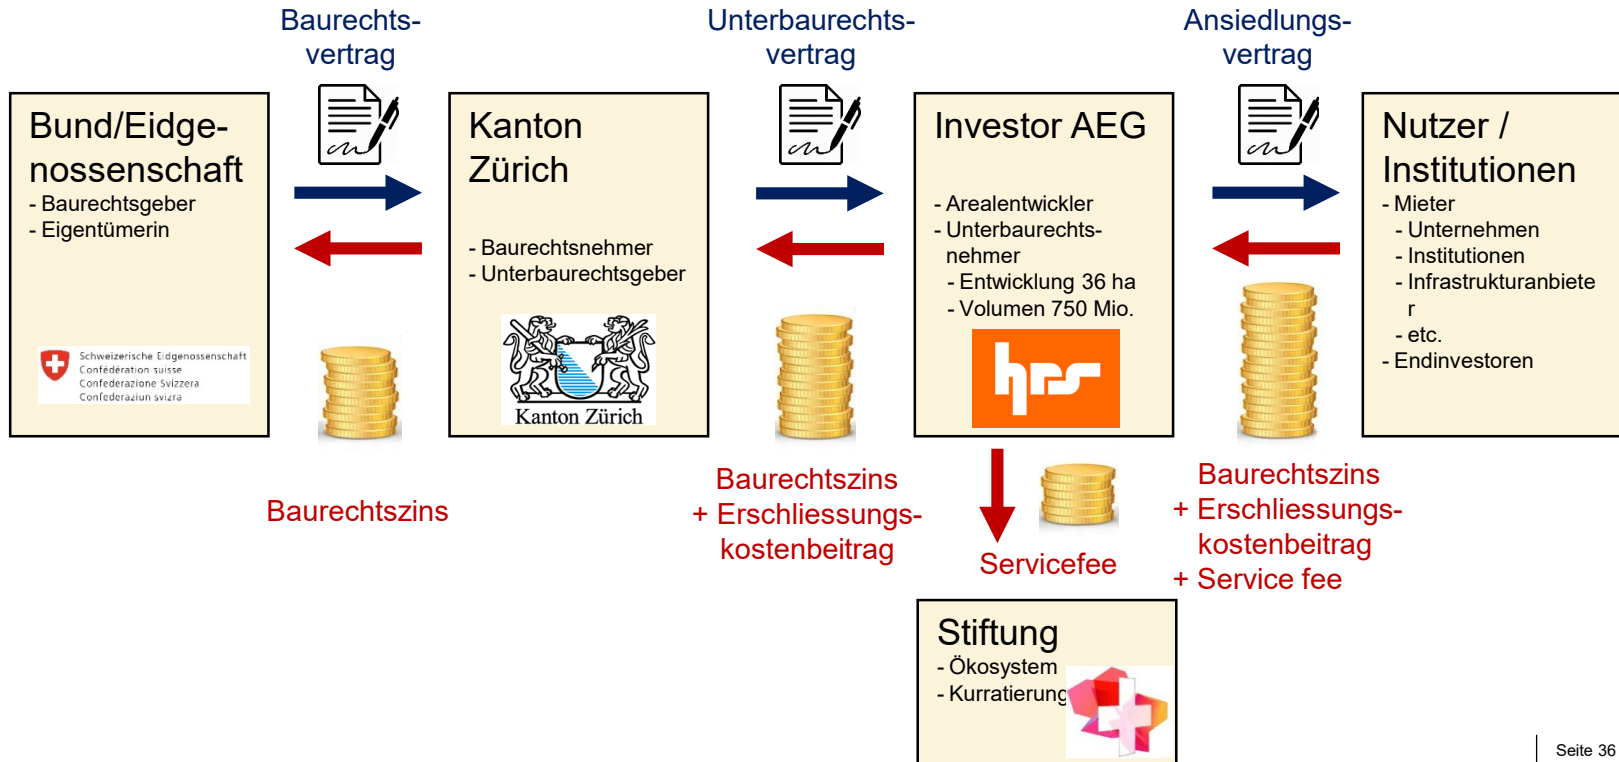 Baurechts-
vertrag
Unterbaurechts-
vertrag
Ansiedlungs-
vertrag
Bund/Eidge-
nossenschaft
- Baurechtsgeber
- Eigentümerin
Schweizerische Eidgenossenschaft
Confédération suisse
Confederazione Svizzera
Confederaziun svizra
Kanton
Zürich
- Baurechtsnehmer
- Unterbaurechtsgeber
Kanton Zürich
Investor AEG
- Arealentwickler
- Unterbaurechts-
nehmer
- Entwicklung 36 ha
- Volumen 750 Mio.
hrs
Nutzer /
Institutionen
- Mieter
- Unternehmen
- Institutionen
- Infrastrukturanbiete
r
- etc.
- Endinvestoren
Baurechtszins
Baurechtszins
+ Erschliessungs-
kostenbeitrag
Servicefee
Baurechtszins
+ Erschliessungs-
kostenbeitrag
+ Service fee
Stiftung
- Ökosystem
- Kurratierung
Seite 36